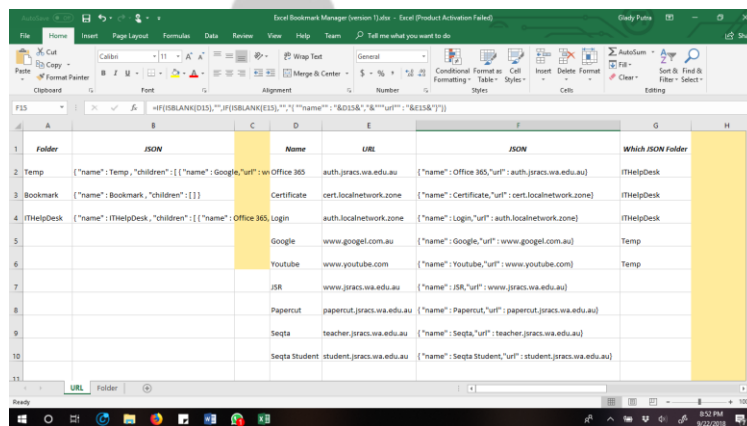 AutoSave
Excel Bookmark Manager (version 1).xlsx - Excel (Product Activation Failed)
Glady Putra
File Home Insert Page Layout Formulas Data Review View Help Team Tell me what you want to do
Paste
Cut
Copy
Format Painter
Calibri 11
B I U
Wrap Text
Merge & Center
General
$ % ,
Conditional Formatting
Format as Table
Cell Styles
Insert Delete Format
AutoSum
Fill
Clear
Sort & Filter
Find & Select
Clipboard Font Alignment Number Styles Cells Editing
F15 fx =IF(ISBLANK(D15),"",IF(ISBLANK(E15),"","{ ""name"" : "&D15&","&"""url"" : "&E15&"}"))
A B C D E F G H
1 Folder JSON Name URL JSON Which JSON Folder
2 Temp { "name" : Temp , "children" : [ { "name" : Google,"url" : w Office 365 auth.jsracs.wa.edu.au { "name" : Office 365,"url" : auth.jsracs.wa.edu.au} ITHelpDesk
3 Bookmark { "name" : Bookmark , "children" : [ ] } Certificate cert.localnetwork.zone { "name" : Certificate,"url" : cert.localnetwork.zone} ITHelpDesk
4 ITHelpDesk { "name" : ITHelpDesk , "children" : [ { "name" : Office 365, Login auth.localnetwork.zone { "name" : Login,"url" : auth.localnetwork.zone} ITHelpDesk
5 Google www.googel.com.au { "name" : Google,"url" : www.googel.com.au} Temp
6 Youtube www.youtube.com { "name" : Youtube,"url" : www.youtube.com} Temp
7 JSR www.jsracs.wa.edu.au { "name" : JSR,"url" : www.jsracs.wa.edu.au}
8 Papercut papercut.jsracs.wa.edu.au { "name" : Papercut,"url" : papercut.jsracs.wa.edu.au}
9 Seqta teacher.jsracs.wa.edu.au { "name" : Seqta,"url" : teacher.jsracs.wa.edu.au}
10 Seqta Student student.jsracs.wa.edu.au { "name" : Seqta Student,"url" : student.jsracs.wa.edu.au}
11
URL Folder
Ready
8:52 PM
9/22/2018